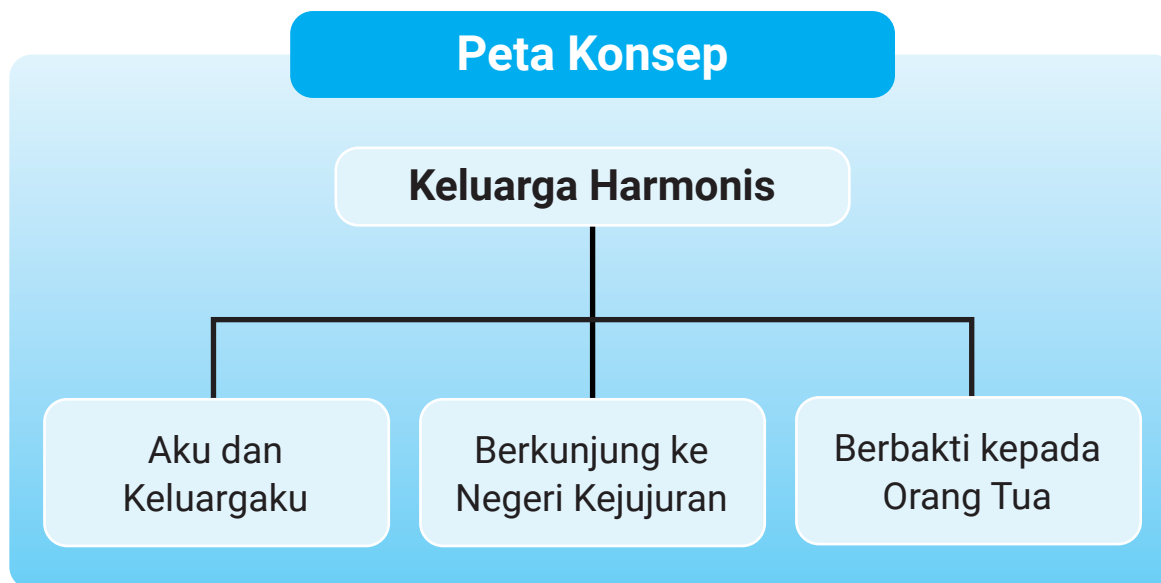 Peta Konsep
Keluarga Harmonis
Aku dan
Keluargaku
Berkunjung ke
Negeri Kejujuran
Berbakti kepada
Orang Tua